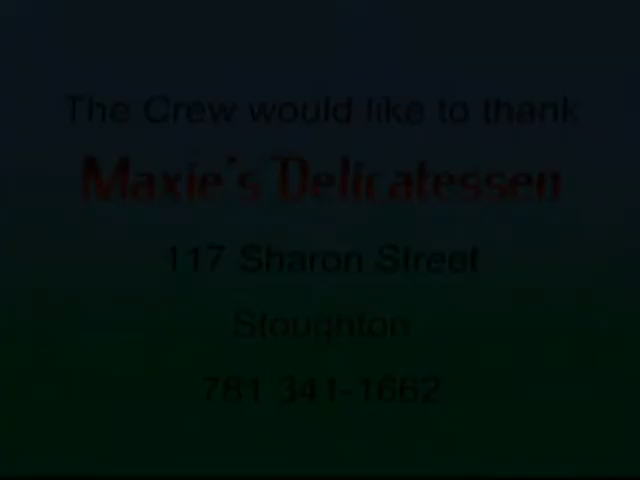 The Crew would like to thank
Maxie's Delicatessen
117 Sharon Street
Stoughton
781 341-1662